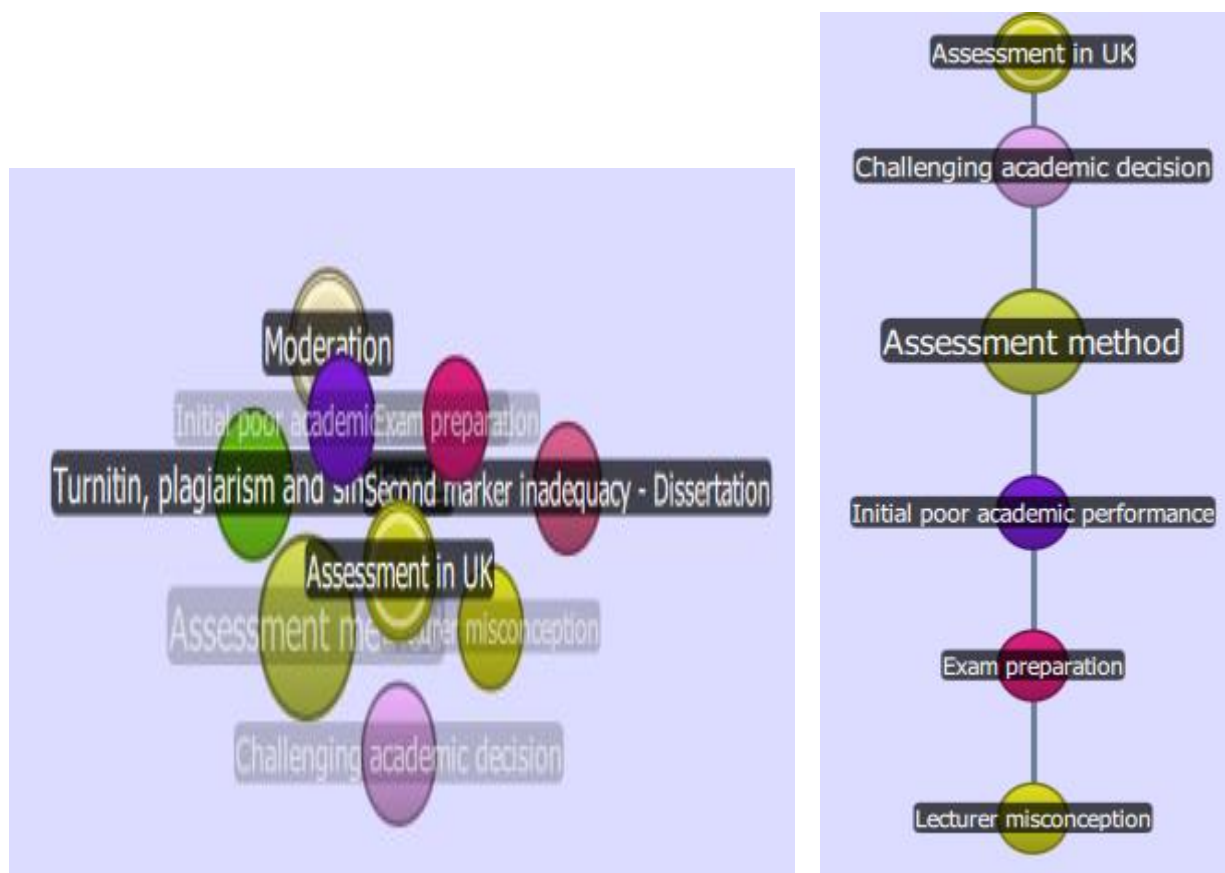 Moderation
Initial poor academic
Exam preparation
Turnitin, plagiarism and
Second marker inadequacy - Dissertation
Assessment in UK
Assessment
misconception
Challenging academic decision
Assessment in UK
Challenging academic decision
Assessment method
Initial poor academic performance
Exam preparation
Lecturer misconception